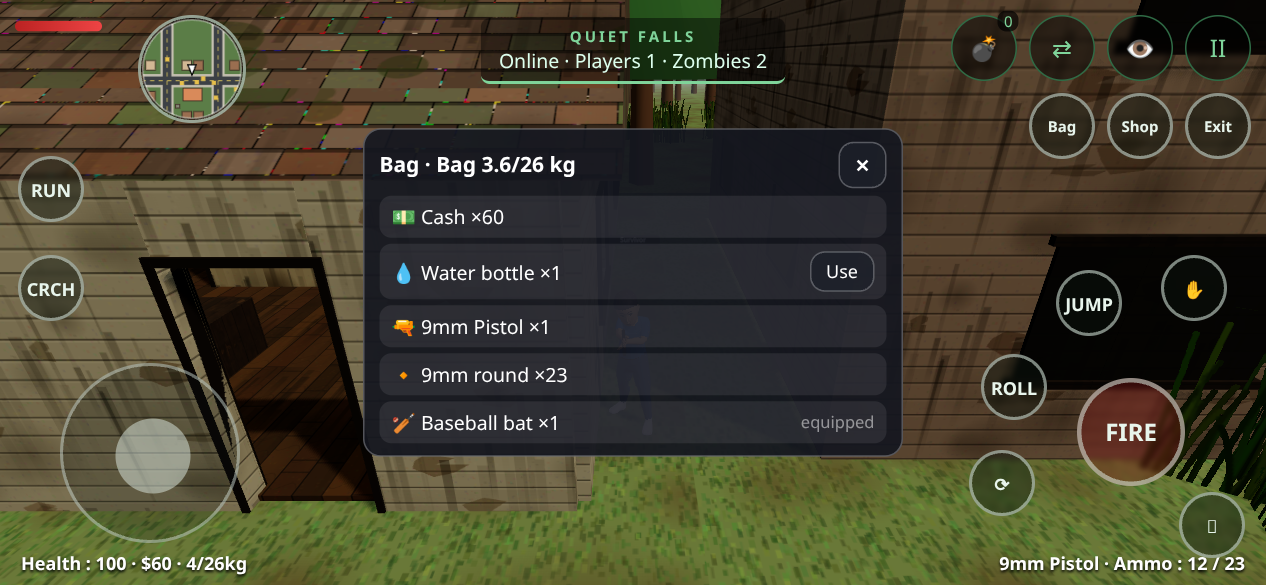 QUIET FALLS
Online · Players 1 · Zombies 2
0
II
Bag
Shop
Exit
Bag · Bag 3.6/26 kg
×
RUN
Cash ×60
Water bottle ×1
Use
CRCH
9mm Pistol ×1
JUMP
9mm round ×23
ROLL
Baseball bat ×1
equipped
FIRE
Health : 100 · $60 · 4/26kg
9mm Pistol · Ammo : 12 / 23